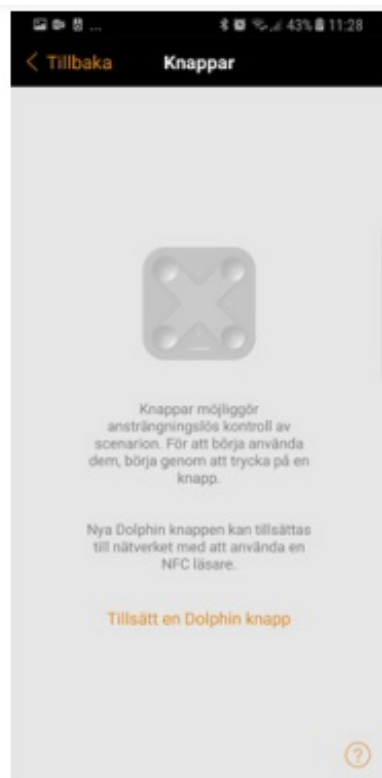 ... 43% 11:28
< Tillbaka Knappar
Knappar möjliggör
ansträngningslös kontroll av
scenarion. För att börja använda
dem, börja genom att trycka på en
knapp.
Nya Dolphin knappen kan tillsättas
till nätverket med att använda en
NFC läsare.
Tillsätt en Dolphin knapp
?